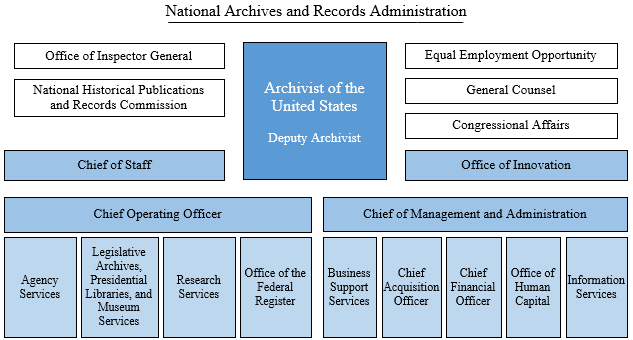 National Archives and Records Administration
Office of Inspector General
National Historical Publications
and Records Commission
Chief of Staff
Archivist of the
United States
Deputy Archivist
Equal Employment Opportunity
General Counsel
Congressional Affairs
Office of Innovation
Chief Operating Officer
Agency
Services
Legislative
Archives,
Presidential
Libraries, and
Museum
Services
Research
Services
Office of the
Federal
Register
Chief of Management and Administration
Business
Support
Services
Chief
Acquisition
Officer
Chief
Financial
Officer
Office of
Human
Capital
Information
Services